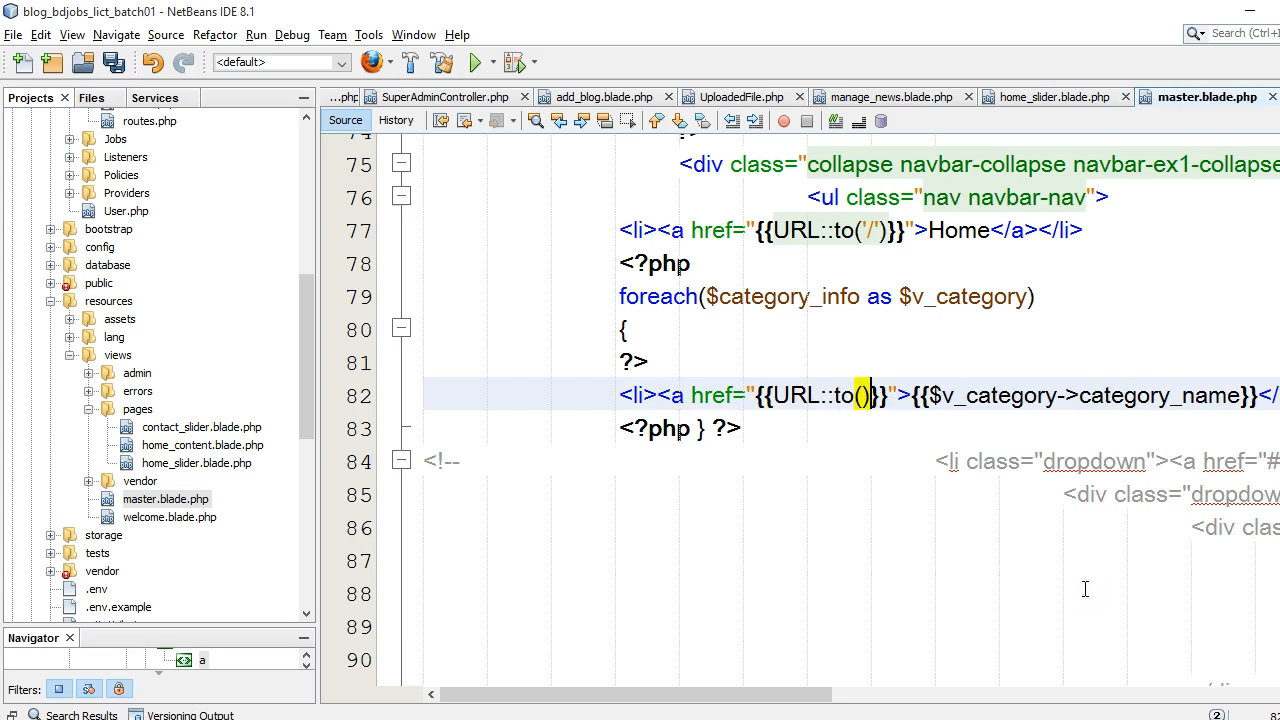 blog_bdjobs_lict_batch01 - NetBeans IDE 8.1
File Edit View Navigate Source Refactor Run Debug Team Tools Window Help
Search (Ctrl+I
<default>
Projects Files Services
...php SuperAdminController.php add_blog.blade.php UploadedFile.php manage_news.blade.php home_slider.blade.php master.blade.php
Source History
routes.php
Jobs
Listeners
Policies
Providers
User.php
bootstrap
config
database
public
resources
assets
lang
views
admin
errors
pages
contact_slider.blade.php
home_content.blade.php
home_slider.blade.php
vendor
master.blade.php
welcome.blade.php
storage
tests
vendor
.env
.env.example
75 <div class="collapse navbar-collapse navbar-ex1-collapse
76 <ul class="nav navbar-nav">
77 <li><a href="{{URL::to('/')}}">Home</a></li>
78 <?php
79 foreach($category_info as $v_category)
80 {
81 ?>
82 <li><a href="{{URL::to()}}">{{$v_category->category_name}}</
83 <?php } ?>
84 <!-- <li class="dropdown"><a href="#
85 <div class="dropdow
86 <div clas
87
88
89
90
Navigator
a
Filters:
Search Results Versioning Output
2